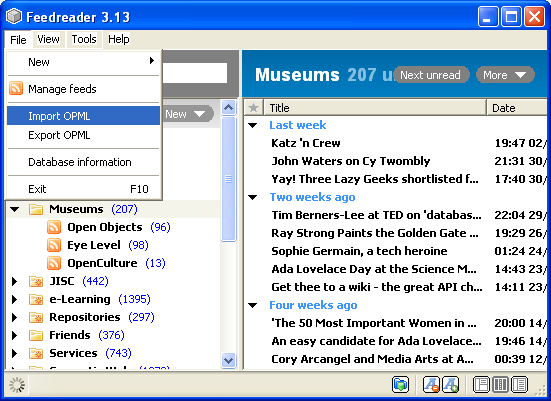 Feedreader 3.13
File View Tools Help
New
Manage feeds
Import OPML
Export OPML
Database information
Exit F10
New
Museums (207)
Open Objects (96)
Eye Level (98)
OpenCulture (13)
JISC (442)
e-Learning (1395)
Repositories (297)
Friends (376)
Services (743)
Museums 207 u
Next unread
More
Title Date
Last week
Katz 'n Crew 19:47 02/
John Waters on Cy Twombly 21:31 30/
Yay! Three Lazy Geeks shortlisted f... 17:40 30/
Two weeks ago
Tim Berners-Lee at TED on 'databas... 22:04 29/
Ray Strong Paints the Golden Gate ... 19:26 29/
Sophie Germain, a tech heroine 01:24 24/
Ada Lovelace Day at the Science M... 14:43 23/
Get thee to a wiki - the great API ch... 14:11 23/
Four weeks ago
'The 50 Most Important Women in ... 20:00 14/
An easy candidate for Ada Lovelace... 19:46 14/
Cory Arcangel and Media Arts at A... 00:39 12/